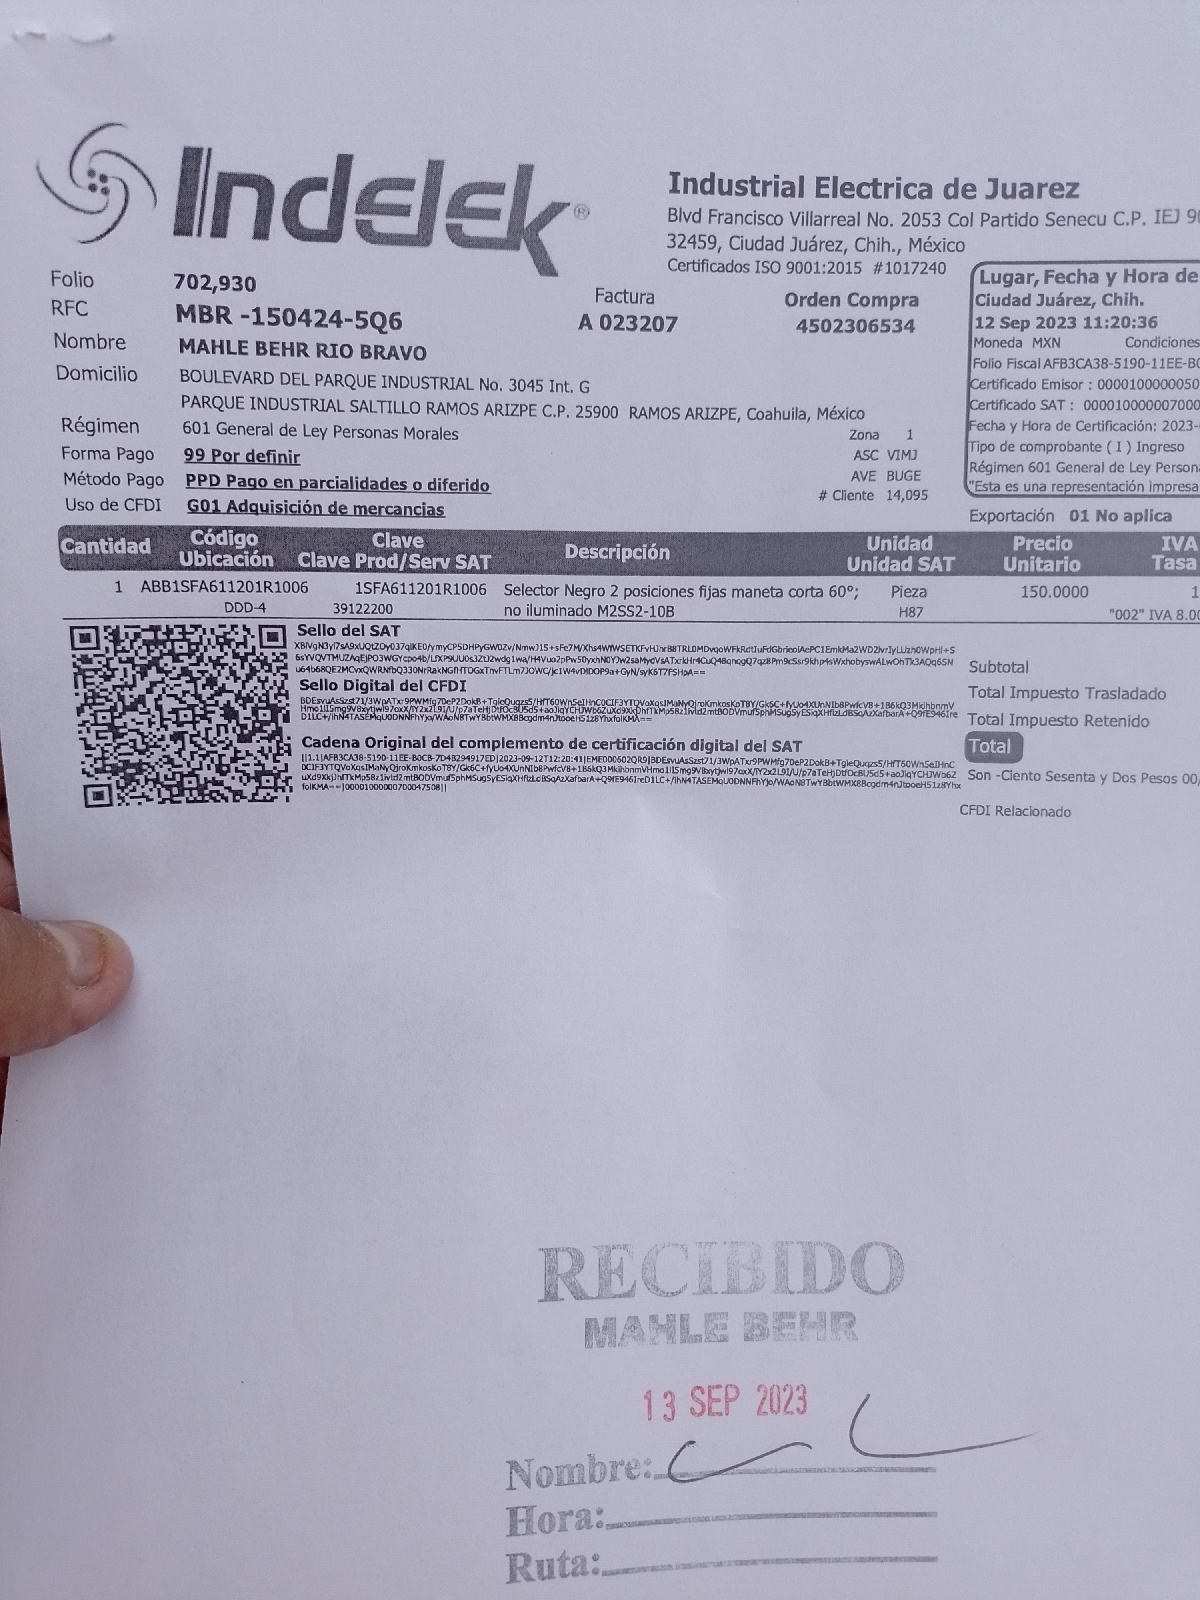 Indelek®
Industrial Electrica de Juarez
Blvd Francisco Villarreal No. 2053 Col Partido Senecu C.P. IEJ 90
32459, Ciudad Juárez, Chih., México
Certificados ISO 9001:2015 #1017240
Folio 702,930
RFC MBR -150424-5Q6
Nombre MAHLE BEHR RIO BRAVO
Domicilio BOULEVARD DEL PARQUE INDUSTRIAL No. 3045 Int. G
PARQUE INDUSTRIAL SALTILLO RAMOS ARIZPE C.P. 25900 RAMOS ARIZPE, Coahuila, México
Régimen 601 General de Ley Personas Morales
Forma Pago 99 Por definir
Método Pago PPD Pago en parcialidades o diferido
Uso de CFDI G01 Adquisición de mercancias
Factura
A 023207
Orden Compra
4502306534
Zona 1
ASC VIMJ
AVE BUGE
# Cliente 14,095
Lugar, Fecha y Hora de
Ciudad Juárez, Chih.
12 Sep 2023 11:20:36
Moneda MXN Condiciones
Folio Fiscal AFB3CA38-5190-11EE-B0
Certificado Emisor : 0000100000050
Certificado SAT : 000010000007000
Fecha y Hora de Certificación: 2023-
Tipo de comprobante ( I ) Ingreso
Régimen 601 General de Ley Persona
"Esta es una representación impresa
Exportación 01 No aplica
Cantidad Código Clave Descripción Unidad Precio IVA
Ubicación Clave Prod/Serv SAT Unidad SAT Unitario Tasa
1 ABB1SFA611201R1006 1SFA611201R1006 Selector Negro 2 posiciones fijas maneta corta 60°; Pieza 150.0000 1
DDD-4 39122200 no iluminado M2SS2-10B H87 "002" IVA 8.00
Sello del SAT
Sello Digital del CFDI
Cadena Original del complemento de certificación digital del SAT
Subtotal
Total Impuesto Trasladado
Total Impuesto Retenido
Total
Son -Ciento Sesenta y Dos Pesos 00/
CFDI Relacionado
RECIBIDO
MAHLE BEHR
13 SEP 2023
Nombre:
Hora:
Ruta: